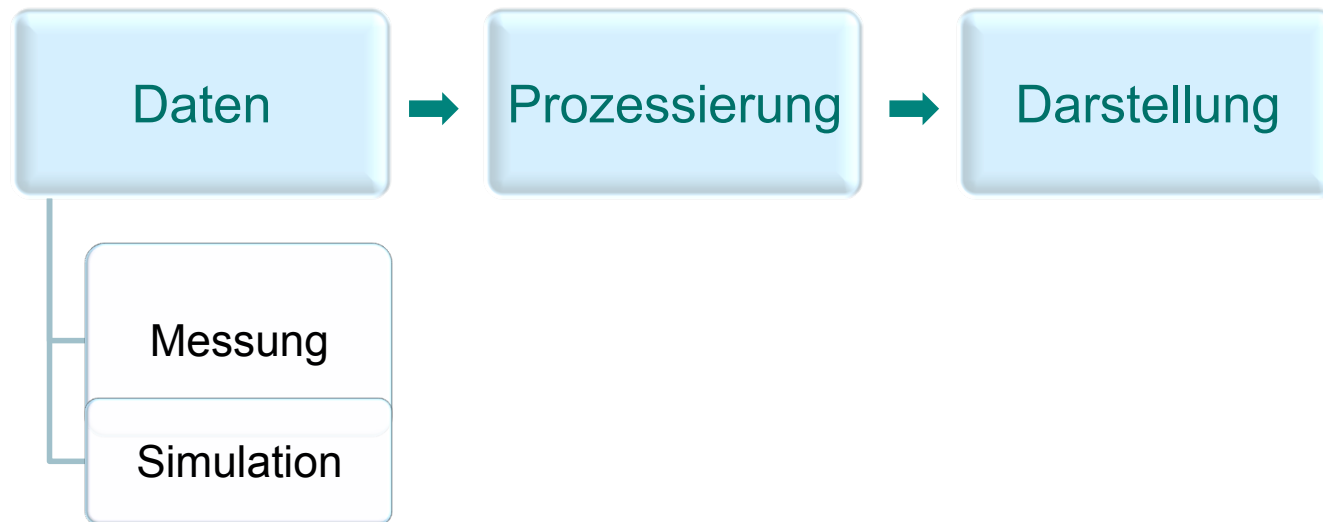 Daten
Prozessierung
Darstellung
Messung
Simulation